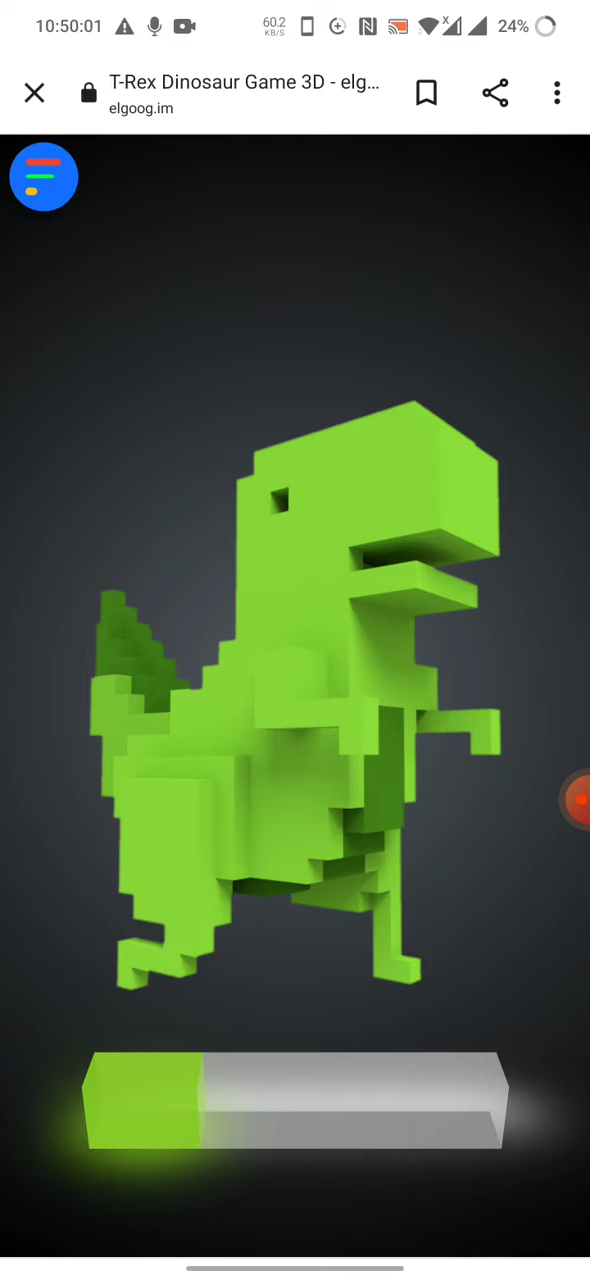 10:50:01
60.2
KB/S
X
24%
T-Rex Dinosaur Game 3D - elg...
elgoog.im